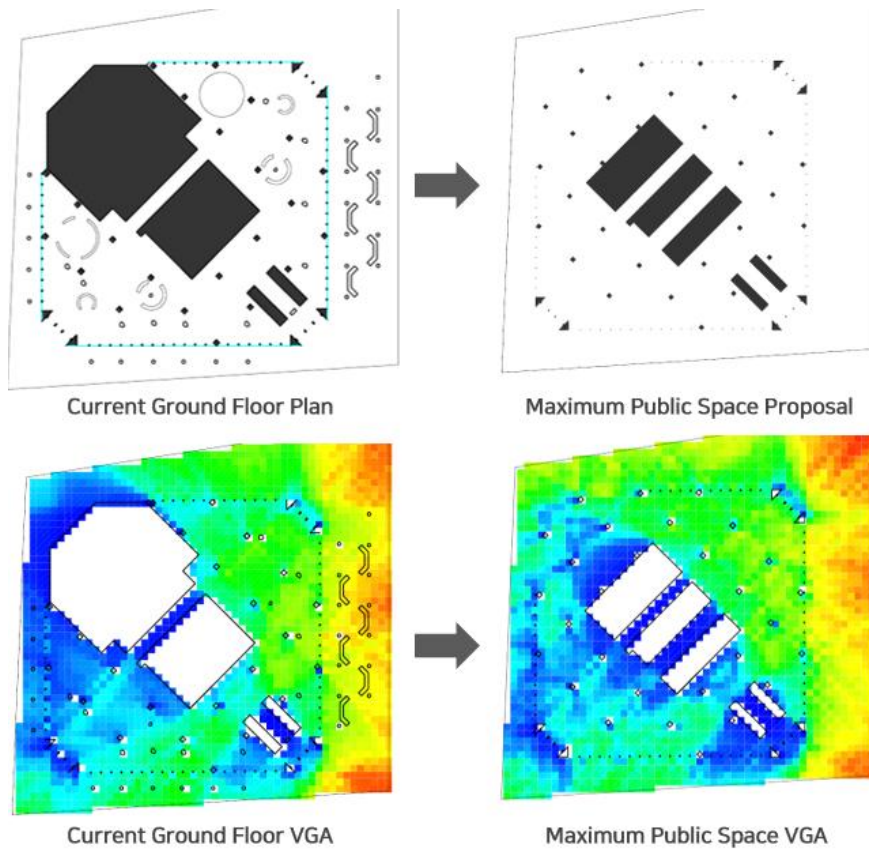 Current Ground Floor Plan
Maximum Public Space Proposal
Current Ground Floor VGA
Maximum Public Space VGA